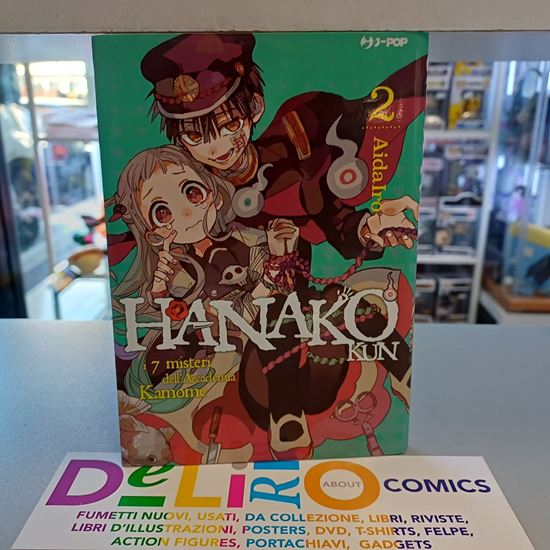 J-POP
2
AidaIro
HANAKO
KUN
i 7 misteri
dell'Accademia
Kamome
DeLiRiO
ABOUT
COMICS
FUMETTI NUOVI, USATI, DA COLLEZIONE, LIBRI, RIVISTE,
LIBRI D'ILLUSTRAZIONI, POSTERS, DVD, T-SHIRTS, FELPE,
ACTION FIGURES, PORTACHIAVI, GADGETS